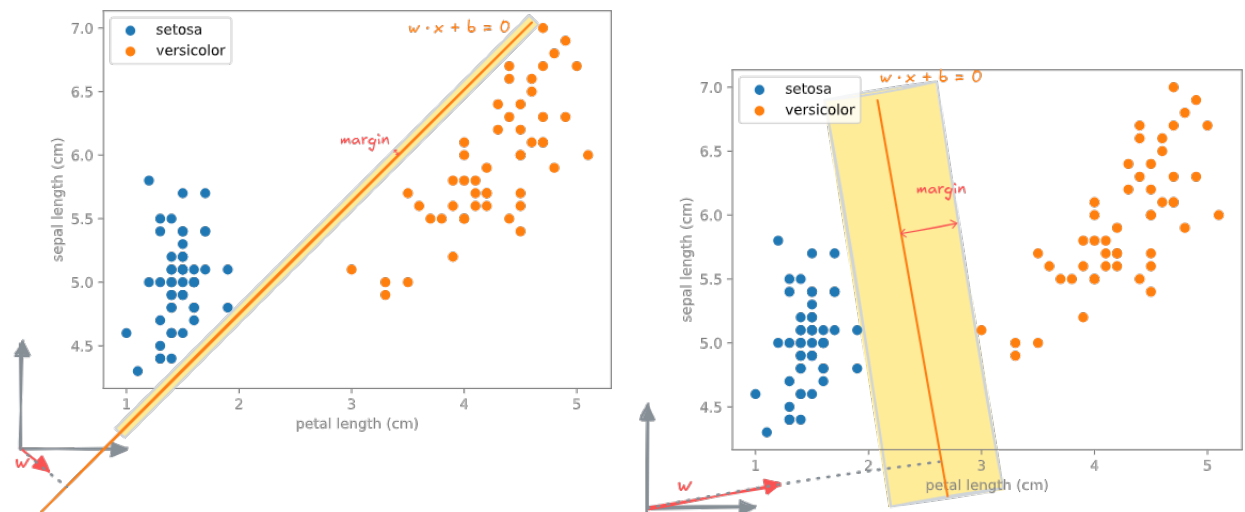 w · x + b = 0
setosa
versicolor
margin
7.0
6.5
6.0
5.5
5.0
4.5
sepal length (cm)
1
2
3
4
5
petal length (cm)
w
w · x + b = 0
setosa
versicolor
margin
7.0
6.5
6.0
5.5
5.0
4.5
sepal length (cm)
1
2
3
4
5
petal length (cm)
w